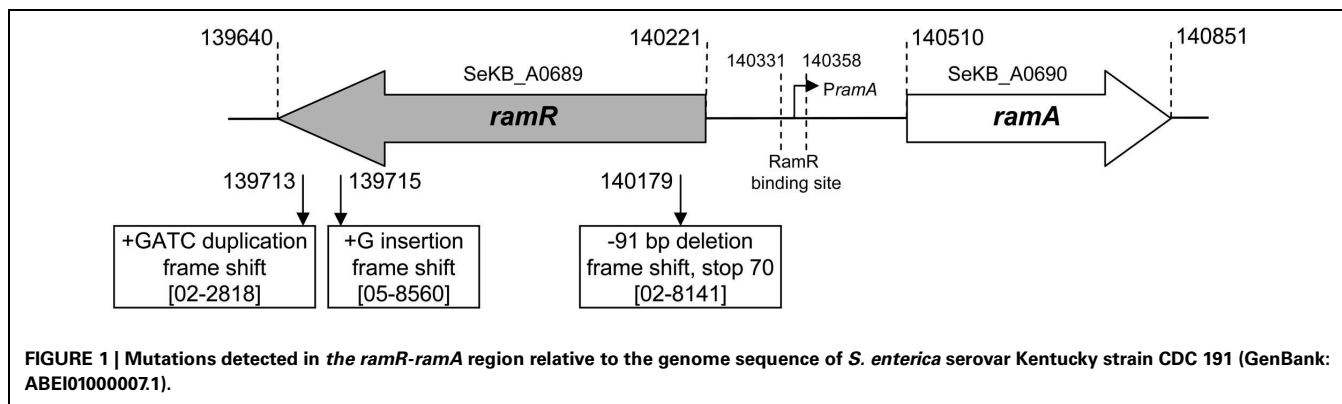 139640
140221
140510
140851
SeKB_A0689
140331
140358
SeKB_A0690
PramA
ramR
ramA
RamR
binding site
139713
139715
140179
+GATC duplication
frame shift
[02-2818]
+G insertion
frame shift
[05-8560]
-91 bp deletion
frame shift, stop 70
[02-8141]
FIGURE 1 | Mutations detected in the ramR-ramA region relative to the genome sequence of S. enterica serovar Kentucky strain CDC 191 (GenBank:
ABEI01000007.1).